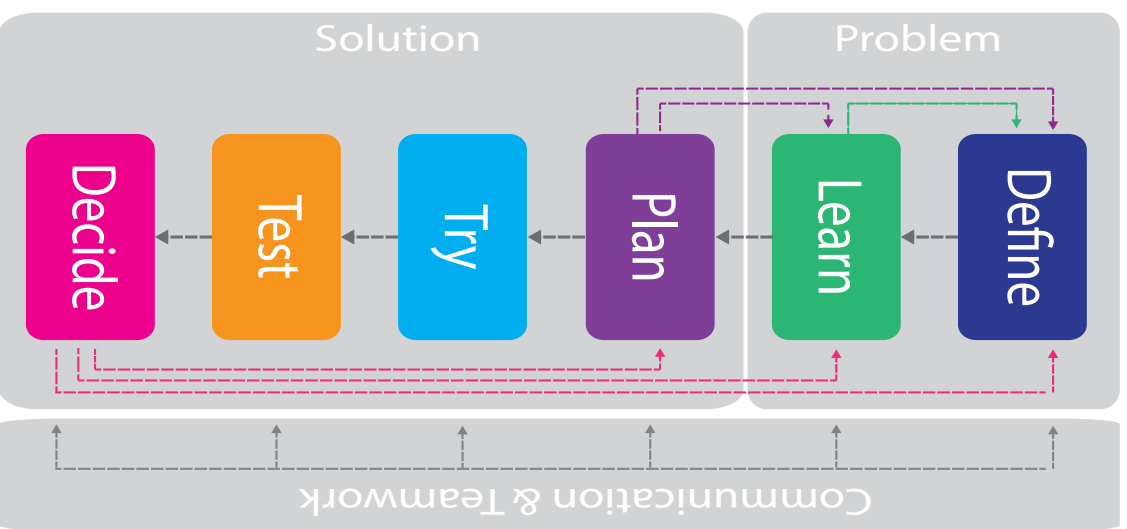 Solution
Problem
Decide
Test
Try
Plan
Learn
Define
Communication & Teamwork